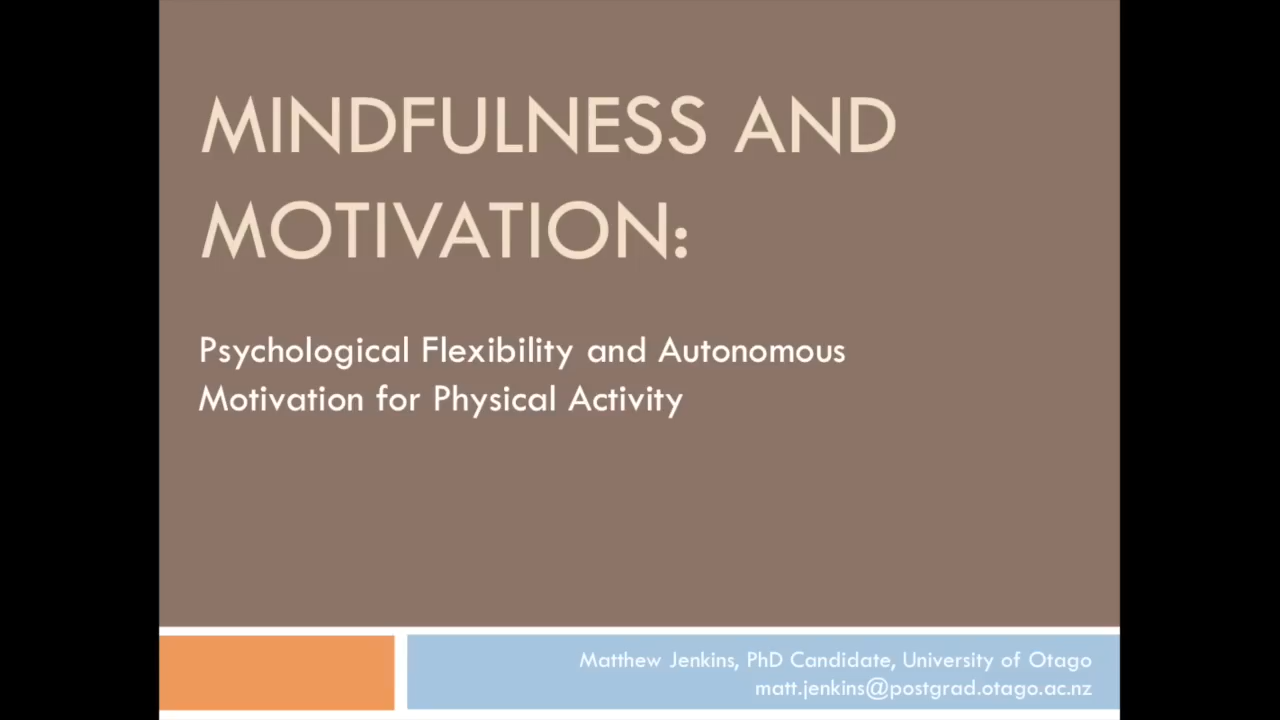 MINDFULNESS AND
MOTIVATION:
Psychological Flexibility and Autonomous
Motivation for Physical Activity
Matthew Jenkins, PhD Candidate, University of Otago
matt.jenkins@postgrad.otago.ac.nz